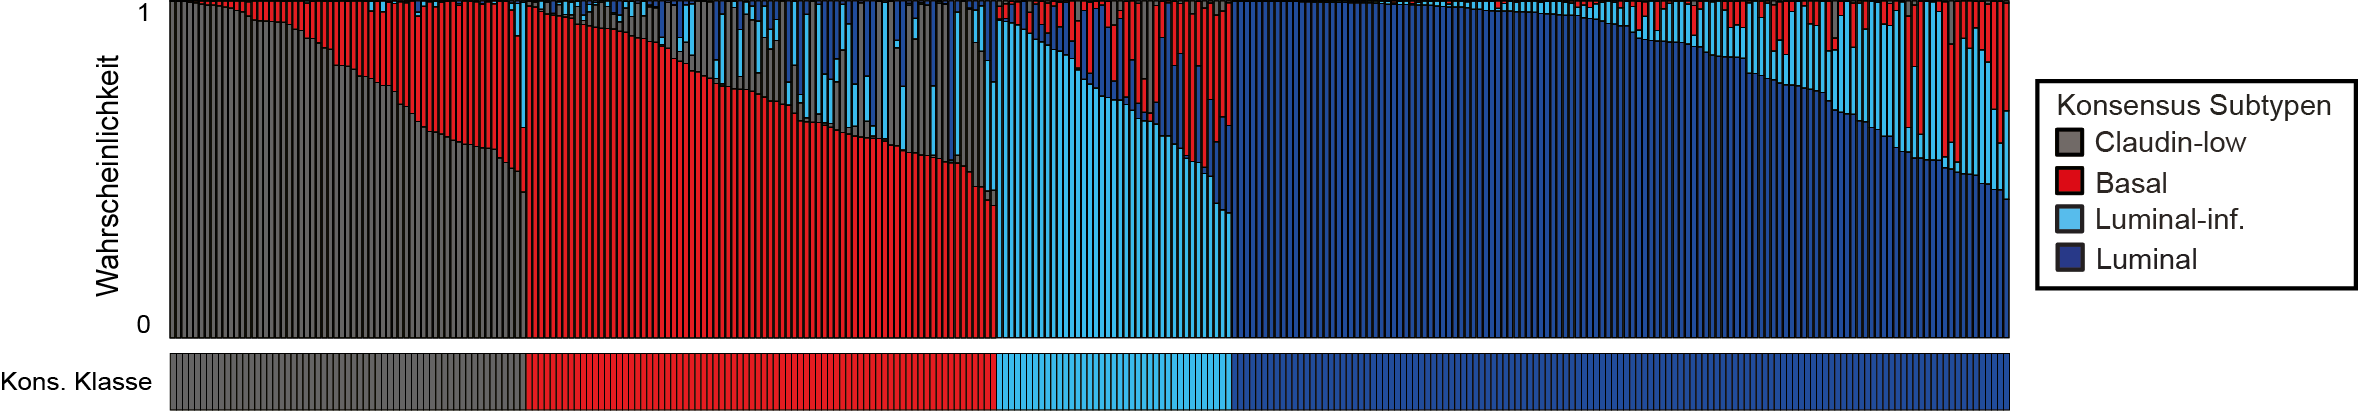 1
Wahrscheinlichkeit
0
Kons. Klasse
Konsensus Subtypen
Claudin-low
Basal
Luminal-inf.
Luminal